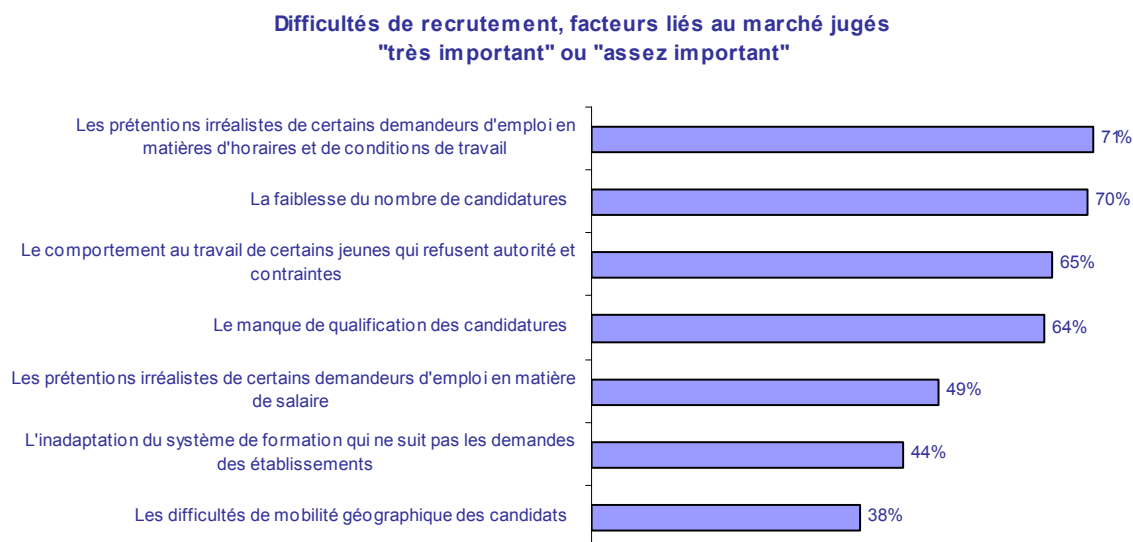 Difficultés de recrutement, facteurs liés au marché jugés
"très important" ou "assez important"
Les prétentions irréalistes de certains demandeurs d'emploi en
matières d'horaires et de conditions de travail
71%
La faiblesse du nombre de candidatures
70%
Le comportement au travail de certains jeunes qui refusent autorité et
contraintes
65%
Le manque de qualification des candidatures
64%
Les prétentions irréalistes de certains demandeurs d'emploi en matière
de salaire
49%
L'inadaptation du système de formation qui ne suit pas les demandes
des établissements
44%
Les difficultés de mobilité géographique des candidats
38%